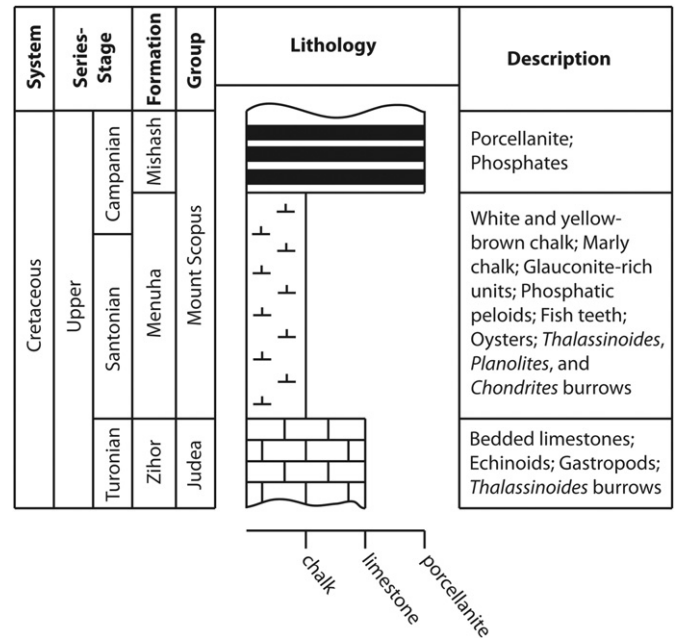 System
Series-
Stage
Formation
Group
Lithology
Description
Cretaceous
Upper
Campanian
Santonian
Turonian
Mishash
Menuha
Zihor
Mount Scopus
Judea
Porcellanite;
Phosphates
White and yellow-
brown chalk; Marly
chalk; Glauconite-rich
units; Phosphatic
peloids; Fish teeth;
Oysters; Thalassinoides,
Planolites, and
Chondrites burrows
Bedded limestones;
Echinoids; Gastropods;
Thalassinoides burrows
chalk
limestone
porcellanite